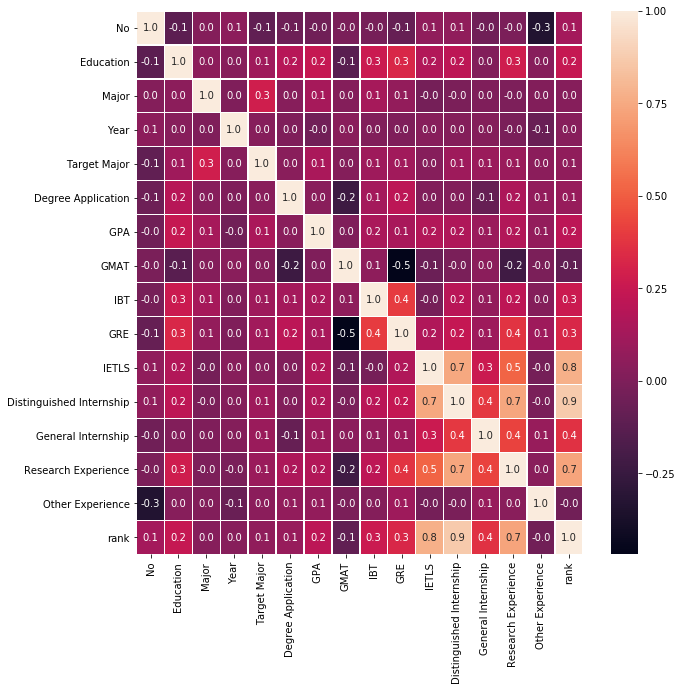 No 1.0 -0.1 0.0 0.1 -0.1 -0.1 -0.0 -0.0 -0.0 -0.1 0.1 0.1 -0.0 -0.0 -0.3 0.1
Education -0.1 1.0 0.0 0.0 0.1 0.2 0.2 -0.1 0.3 0.3 0.2 0.2 0.0 0.3 0.0 0.2
Major 0.0 0.0 1.0 0.0 0.3 0.0 0.1 0.0 0.1 0.1 -0.0 -0.0 0.0 -0.0 0.0 0.0
Year 0.1 0.0 0.0 1.0 0.0 0.0 -0.0 0.0 0.0 0.0 0.0 0.0 0.0 -0.0 -0.1 0.0
Target Major -0.1 0.1 0.3 0.0 1.0 0.0 0.1 0.0 0.1 0.1 0.0 0.1 0.1 0.1 0.0 0.1
Degree Application -0.1 0.2 0.0 0.0 0.0 1.0 0.0 -0.2 0.1 0.2 0.0 0.0 -0.1 0.2 0.1 0.1
GPA -0.0 0.2 0.1 -0.0 0.1 0.0 1.0 0.0 0.2 0.1 0.2 0.2 0.1 0.2 0.1 0.2
GMAT -0.0 -0.1 0.0 0.0 0.0 -0.2 0.0 1.0 0.1 -0.5 -0.1 -0.0 0.0 -0.2 -0.0 -0.1
IBT -0.0 0.3 0.1 0.0 0.1 0.1 0.2 0.1 1.0 0.4 -0.0 0.2 0.1 0.2 0.0 0.3
GRE -0.1 0.3 0.1 0.0 0.1 0.2 0.1 -0.5 0.4 1.0 0.2 0.2 0.1 0.4 0.1 0.3
IETLS 0.1 0.2 -0.0 0.0 0.0 0.0 0.2 -0.1 -0.0 0.2 1.0 0.7 0.3 0.5 -0.0 0.8
Distinguished Internship 0.1 0.2 -0.0 0.0 0.1 0.0 0.2 -0.0 0.2 0.2 0.7 1.0 0.4 0.7 -0.0 0.9
General Internship -0.0 0.0 0.0 0.0 0.1 -0.1 0.1 0.0 0.1 0.1 0.3 0.4 1.0 0.4 0.1 0.4
Research Experience -0.0 0.3 -0.0 -0.0 0.1 0.2 0.2 -0.2 0.2 0.4 0.5 0.7 0.4 1.0 0.0 0.7
Other Experience -0.3 0.0 0.0 -0.1 0.0 0.1 0.1 -0.0 0.0 0.1 -0.0 -0.0 0.1 0.0 1.0 -0.0
rank 0.1 0.2 0.0 0.0 0.1 0.1 0.2 -0.1 0.3 0.3 0.8 0.9 0.4 0.7 -0.0 1.0
No
Education
Major
Year
Target Major
Degree Application
GPA
GMAT
IBT
GRE
IETLS
Distinguished Internship
General Internship
Research Experience
Other Experience
rank
1.00
0.75
0.50
0.25
0.00
-0.25